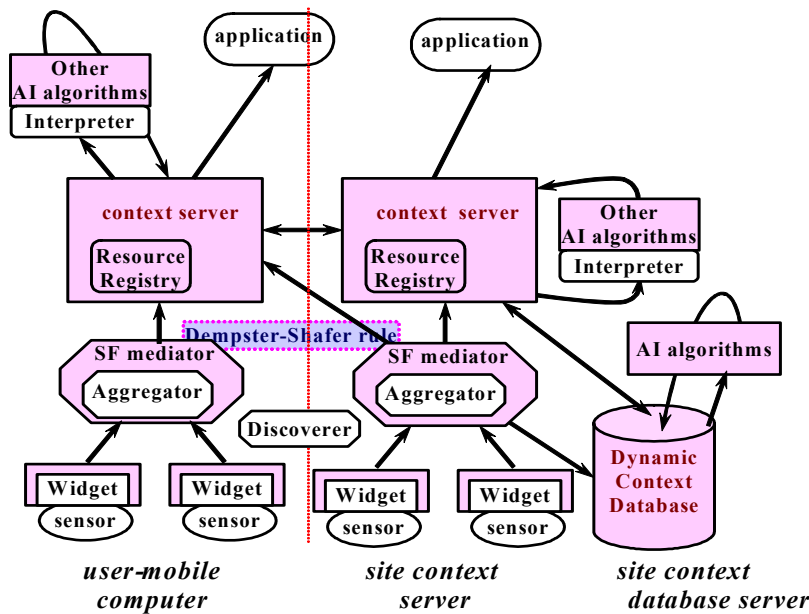 application
application
Other
AI algorithms
Interpreter
context server
Resource
Registry
context server
Resource
Registry
Other
AI algorithms
Interpreter
Dempster-Shafer rule
SF mediator
Aggregator
SF mediator
Aggregator
AI algorithms
Discoverer
Dynamic
Context
Database
Widget
sensor
Widget
sensor
Widget
sensor
Widget
sensor
user-mobile
computer
site context
server
site context
database server